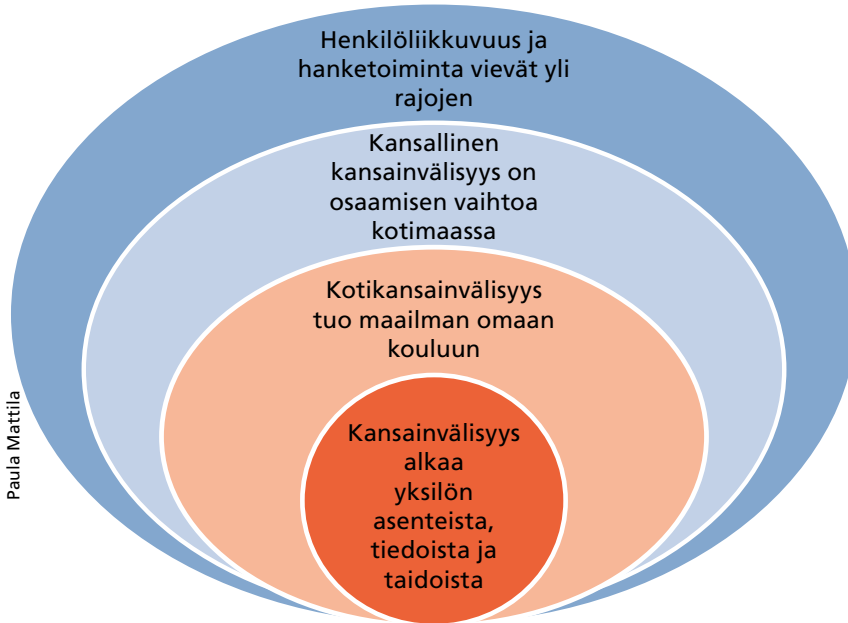 Henkilöliikkuvuus ja
hanketoiminta vievät yli
rajojen
Kansallinen
kansainvälisyys on
osaamisen vaihtoa
kotimaassa
Kotikansainvälisyys
tuo maailman omaan
kouluun
Kansainvälisyys
alkaa
yksilön
asenteista,
tiedoista ja
taidoista
Paula Mattila